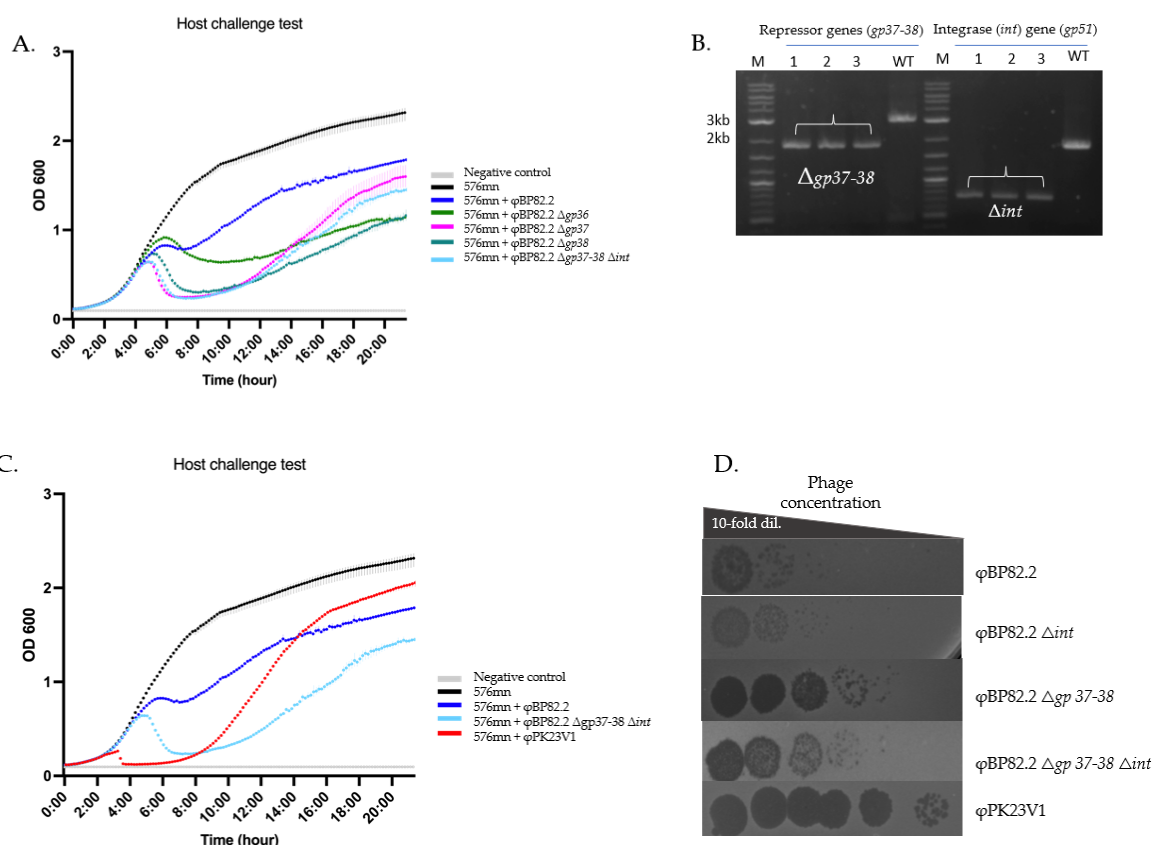 A.
Host challenge test
OD 600
3
2
1
0
0:00 2:00 4:00 6:00 8:00 10:00 12:00 14:00 16:00 18:00 20:00
Time (hour)
Negative control
576mn
576mn + φBP82.2
576mn + φBP82.2 Δgp36
576mn + φBP82.2 Δgp37
576mn + φBP82.2 Δgp38
576mn + φBP82.2 Δgp37-38 Δint
B.
Repressor genes (gp37-38) Integrase (int) gene (gp51)
M 1 2 3 WT M 1 2 3 WT
3kb
2kb
Δgp37-38
Δint
C.
Host challenge test
OD 600
3
2
1
0
0:00 2:00 4:00 6:00 8:00 10:00 12:00 14:00 16:00 18:00 20:00
Time (hour)
Negative control
576mn
576mn + φBP82.2
576mn + φBP82.2 Δgp37-38 Δint
576mn + φPK23V1
D.
Phage
concentration
10-fold dil.
φBP82.2
φBP82.2 △int
φBP82.2 △gp 37-38
φBP82.2 △gp 37-38 △int
φPK23V1